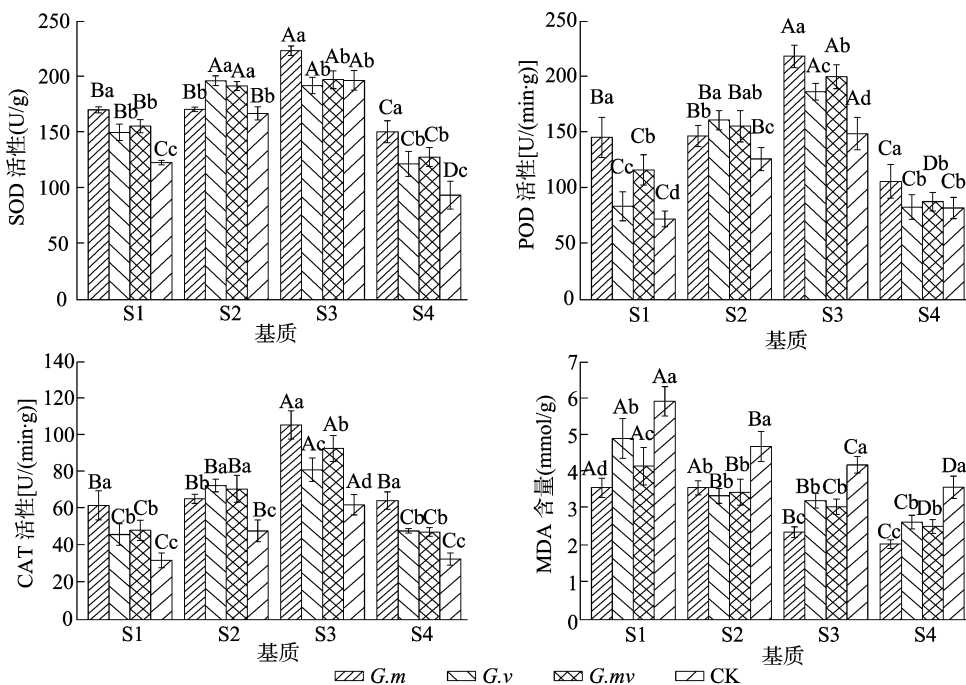 250
200
150
100
50
0
SOD 活性(U/g)
Ba Bb Bb Cc
Bb Aa Aa Bb
Aa Ab Ab Ab
Ca Cb Cb Dc
S1 S2 S3 S4
基质
250
200
150
100
50
0
POD 活性[U/(min·g)]
Ba Cc Cb Cd
Bb Ba Bab Bc
Aa Ac Ab Ad
Ca Cb Db Cb
S1 S2 S3 S4
基质
140
120
100
80
60
40
20
0
CAT 活性[U/(min·g)]
Ba Cb Cb Cc
Bb Ba Ba Bc
Aa Ac Ab Ad
Ba Cb Cb Cc
S1 S2 S3 S4
基质
7
6
5
4
3
2
1
0
MDA 含量(mmol/g)
Ad Ab Ac Aa
Ab Bb Bb Ba
Bc Bb Cb Ca
Cc Cb Db Da
S1 S2 S3 S4
基质
G.m G.v G.mv CK